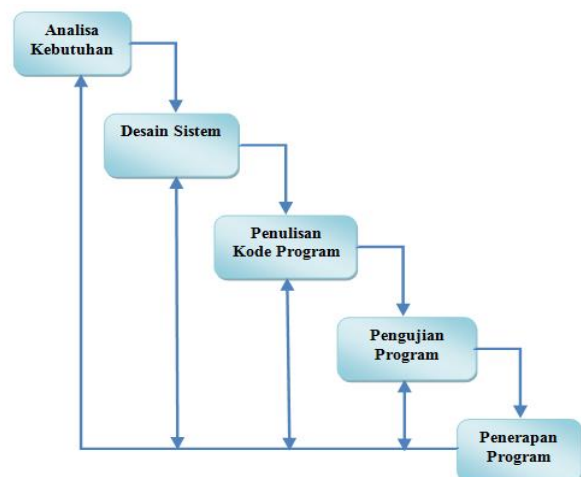 Analisa
Kebutuhan
Desain Sistem
Penulisan
Kode Program
Pengujian
Program
Penerapan
Program